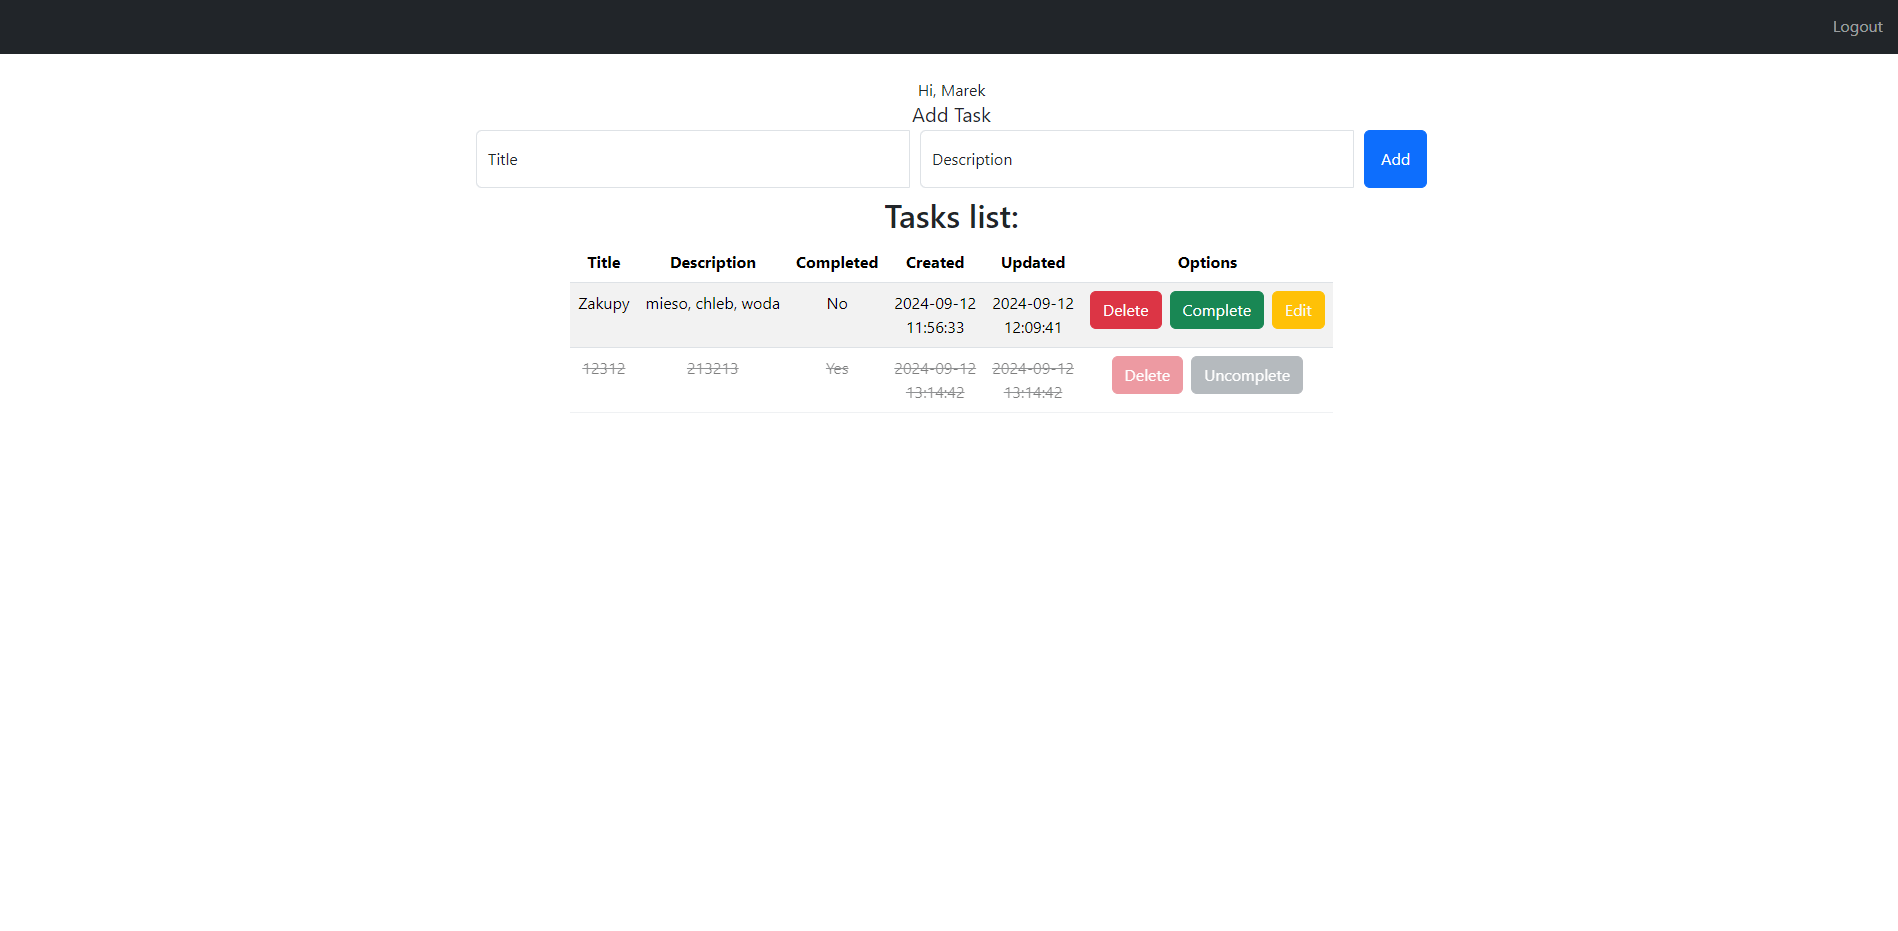 Logout
Hi, Marek
Add Task
Title Description Add
Tasks list:
Title Description Completed Created Updated Options
Zakupy mieso, chleb, woda No 2024-09-12 2024-09-12 Delete Complete Edit
11:56:33 12:09:41
12312 213213 Yes 2024-09-12 2024-09-12 Delete Uncomplete
13:14:42 13:14:42